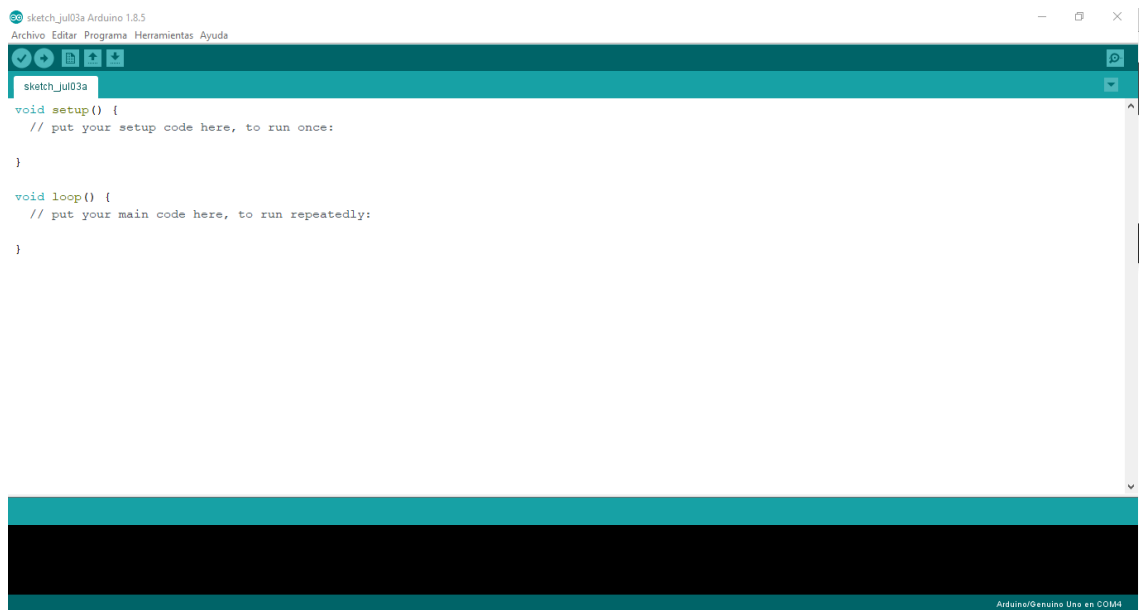 sketch_jul03a Arduino 1.8.5
Archivo Editar Programa Herramientas Ayuda
sketch_jul03a
void setup() {
  // put your setup code here, to run once:
}
void loop() {
  // put your main code here, to run repeatedly:
}
Arduino/Genuino Uno en COM4